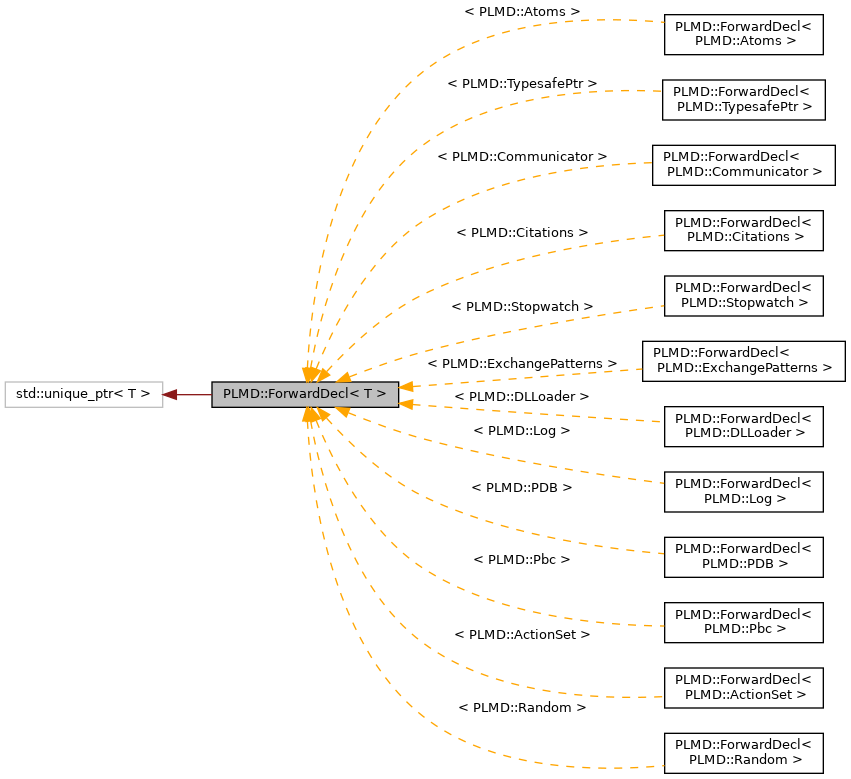 < PLMD::Atoms >
PLMD::ForwardDecl<
PLMD::Atoms >
< PLMD::TypesafePtr >
PLMD::ForwardDecl<
PLMD::TypesafePtr >
< PLMD::Communicator >
PLMD::ForwardDecl<
PLMD::Communicator >
< PLMD::Citations >
PLMD::ForwardDecl<
PLMD::Citations >
< PLMD::Stopwatch >
PLMD::ForwardDecl<
PLMD::Stopwatch >
< PLMD::ExchangePatterns >
PLMD::ForwardDecl<
PLMD::ExchangePatterns >
std::unique_ptr< T >
PLMD::ForwardDecl< T >
< PLMD::DLLoader >
PLMD::ForwardDecl<
PLMD::DLLoader >
< PLMD::Log >
PLMD::ForwardDecl<
PLMD::Log >
< PLMD::PDB >
PLMD::ForwardDecl<
PLMD::PDB >
< PLMD::Pbc >
PLMD::ForwardDecl<
PLMD::Pbc >
< PLMD::ActionSet >
PLMD::ForwardDecl<
PLMD::ActionSet >
< PLMD::Random >
PLMD::ForwardDecl<
PLMD::Random >